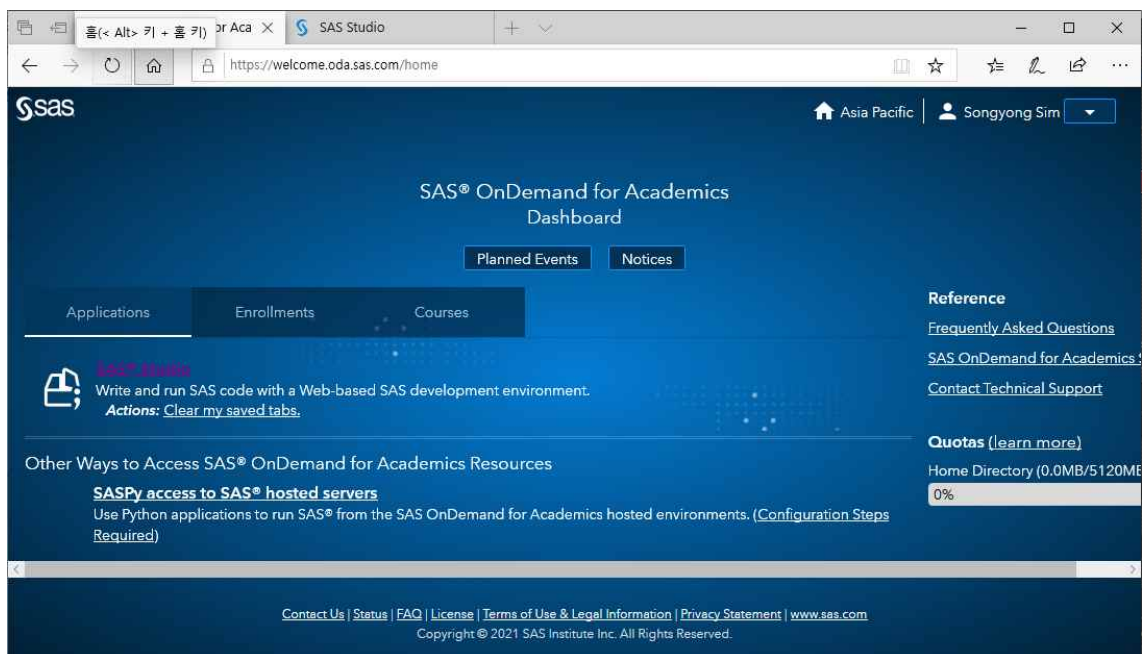 홈(< Alt> 키 + 홈 키)
or Aca
SAS Studio
https://welcome.oda.sas.com/home
sas
Asia Pacific
Songyong Sim
SAS® OnDemand for Academics
Dashboard
Planned Events
Notices
Applications
Enrollments
Courses
SAS® Studio
Write and run SAS code with a Web-based SAS development environment.
Actions: Clear my saved tabs.
Other Ways to Access SAS® OnDemand for Academics Resources
SASPy access to SAS® hosted servers
Use Python applications to run SAS® from the SAS OnDemand for Academics hosted environments. (Configuration Steps
Required)
Reference
Frequently Asked Questions
SAS OnDemand for Academics
Contact Technical Support
Quotas (learn more)
Home Directory (0.0MB/5120MB
0%
Contact Us | Status | FAQ | License | Terms of Use & Legal Information | Privacy Statement | www.sas.com
Copyright © 2021 SAS Institute Inc. All Rights Reserved.